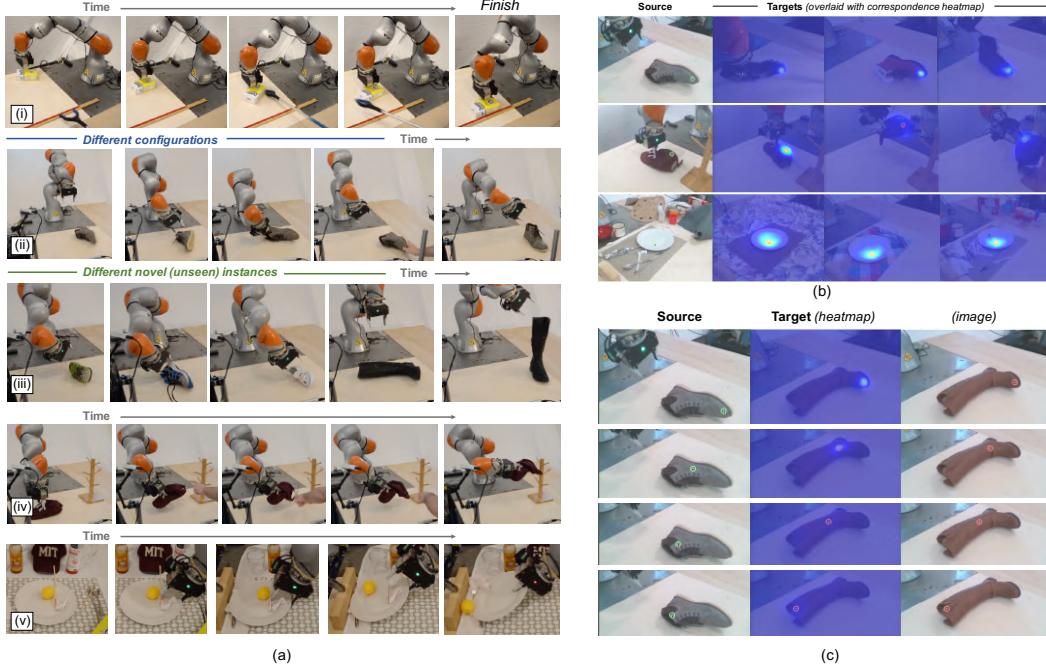 Time
Finish
(i)
Different configurations
Time
(ii)
Different novel (unseen) instances
Time
(iii)
Time
(iv)
Time
MIT
MIT
(v)
(a)
Source
Targets (overlaid with correspondence heatmap)
(b)
Source
Target (heatmap)
(image)
(c)